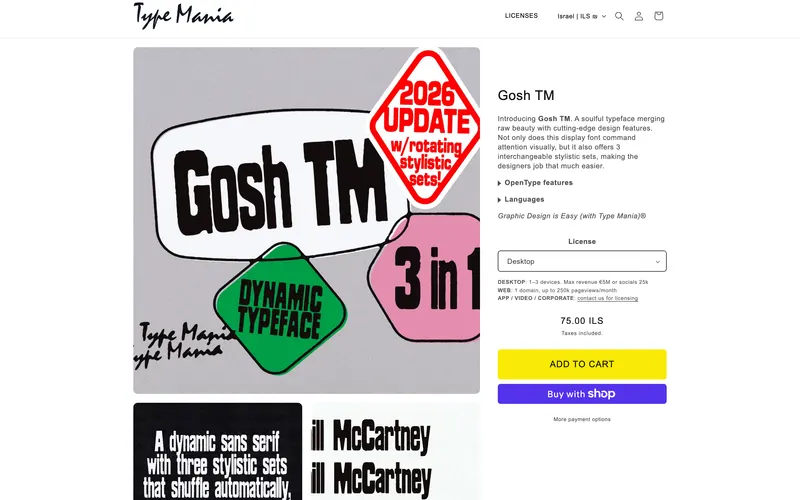 Type Mania
LICENSES
Israel | ILS ₪
2026
UPDATE
w/rotating
stylistic
sets!
Gosh TM
3 in 1
DYNAMIC
TYPEFACE
Type Mania
Type Mania
A dynamic sans serif
with three stylistic sets
that shuffle automatically,
ill McCartney
ill McCartney
Gosh TM
Introducing Gosh TM. A soulful typeface merging
raw beauty with cutting-edge design features.
Not only does this display font command
attention visually, but it also offers 3
interchangeable stylistic sets, making the
designers job that much easier.
OpenType features
Languages
Graphic Design is Easy (with Type Mania)®
License
Desktop
DESKTOP: 1–3 devices. Max revenue €5M or socials 25k
WEB: 1 domain, up to 250k pageviews/month
APP / VIDEO / CORPORATE: contact us for licensing
75.00 ILS
Taxes included.
ADD TO CART
Buy with shop
More payment options